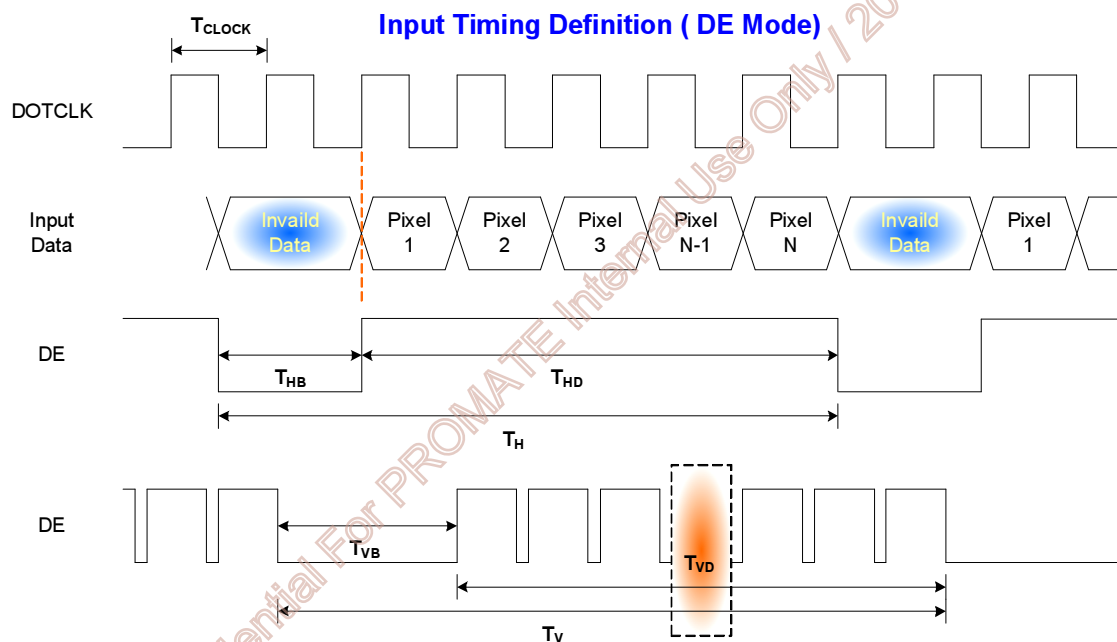 Input Timing Definition ( DE Mode)
TCLOCK
DOTCLK
Input
Data
Invaild
Data
Pixel
1
Pixel
2
Pixel
3
Pixel
N-1
Pixel
N
Invaild
Data
Pixel
1
DE
THB
THD
TH
DE
TVB
TVD
TV
ential For PROMATE Internal Use Only / 20